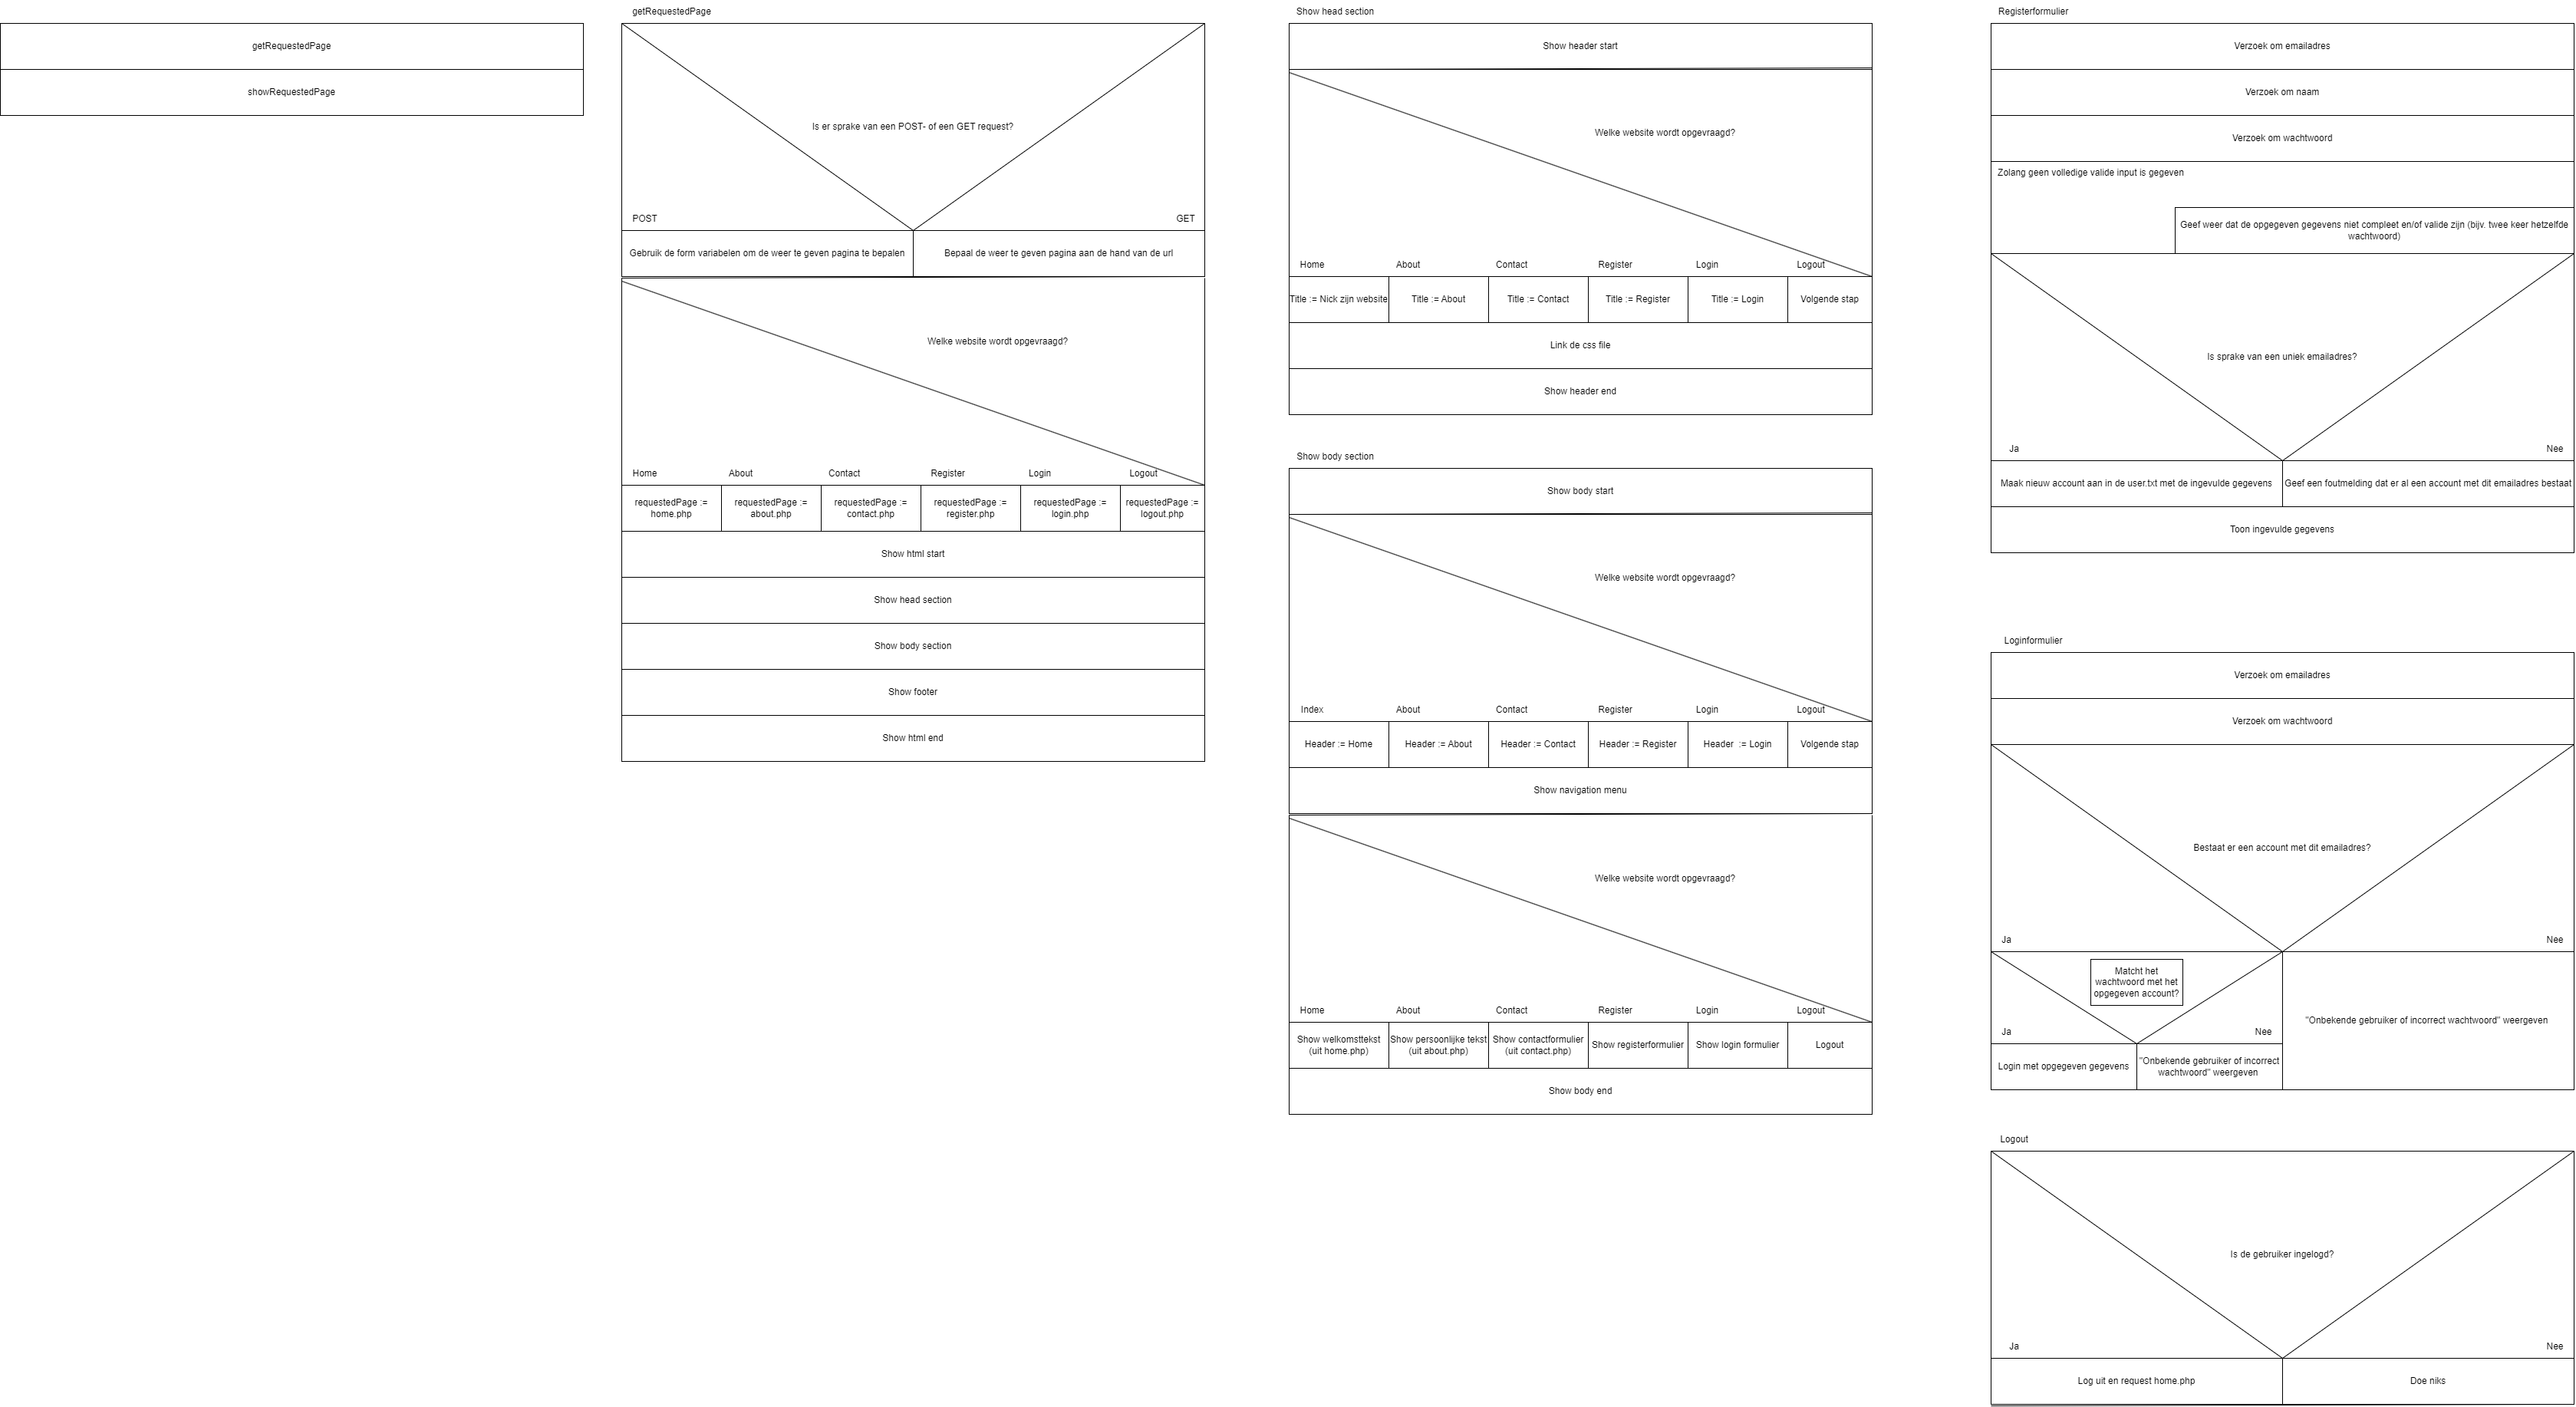 getRequestedPage
showRequestedPage
getRequestedPage
Is er sprake van een POST- of een GET request?
POST
GET
Gebruik de form variabelen om de weer te geven pagina te bepalen
Bepaal de weer te geven pagina aan de hand van de url
Welke website wordt opgevraagd?
Home
About
Contact
Register
Login
Logout
requestedPage :=
home.php
requestedPage :=
about.php
requestedPage :=
contact.php
requestedPage :=
register.php
requestedPage :=
login.php
requestedPage :=
logout.php
Show html start
Show head section
Show body section
Show footer
Show html end
Show head section
Show header start
Welke website wordt opgevraagd?
Home
About
Contact
Register
Login
Logout
Title := Nick zijn website
Title := About
Title := Contact
Title := Register
Title := Login
Volgende stap
Link de css file
Show header end
Show body section
Show body start
Welke website wordt opgevraagd?
Index
About
Contact
Register
Login
Logout
Header := Home
Header := About
Header := Contact
Header := Register
Header := Login
Volgende stap
Show navigation menu
Welke website wordt opgevraagd?
Home
About
Contact
Register
Login
Logout
Show welkomsttekst
(uit home.php)
Show persoonlijke tekst
(uit about.php)
Show contactformulier
(uit contact.php)
Show registerformulier
Show login formulier
Logout
Show body end
Registerformulier
Verzoek om emailadres
Verzoek om naam
Verzoek om wachtwoord
Zolang geen volledige valide input is gegeven
Geef weer dat de opgegeven gegevens niet compleet en/of valide zijn (bijv. twee keer hetzelfde
wachtwoord)
Is sprake van een uniek emailadres?
Ja
Nee
Maak nieuw account aan in de user.txt met de ingevulde gegevens
Geef een foutmelding dat er al een account met dit emailadres bestaat
Toon ingevulde gegevens
Loginformulier
Verzoek om emailadres
Verzoek om wachtwoord
Bestaat er een account met dit emailadres?
Ja
Nee
Matcht het
wachtwoord met het
opgegeven account?
Ja
Nee
"Onbekende gebruiker of incorrect wachtwoord" weergeven
Login met opgegeven gegevens
"Onbekende gebruiker of incorrect
wachtwoord" weergeven
Logout
Is de gebruiker ingelogd?
Ja
Nee
Log uit en request home.php
Doe niks